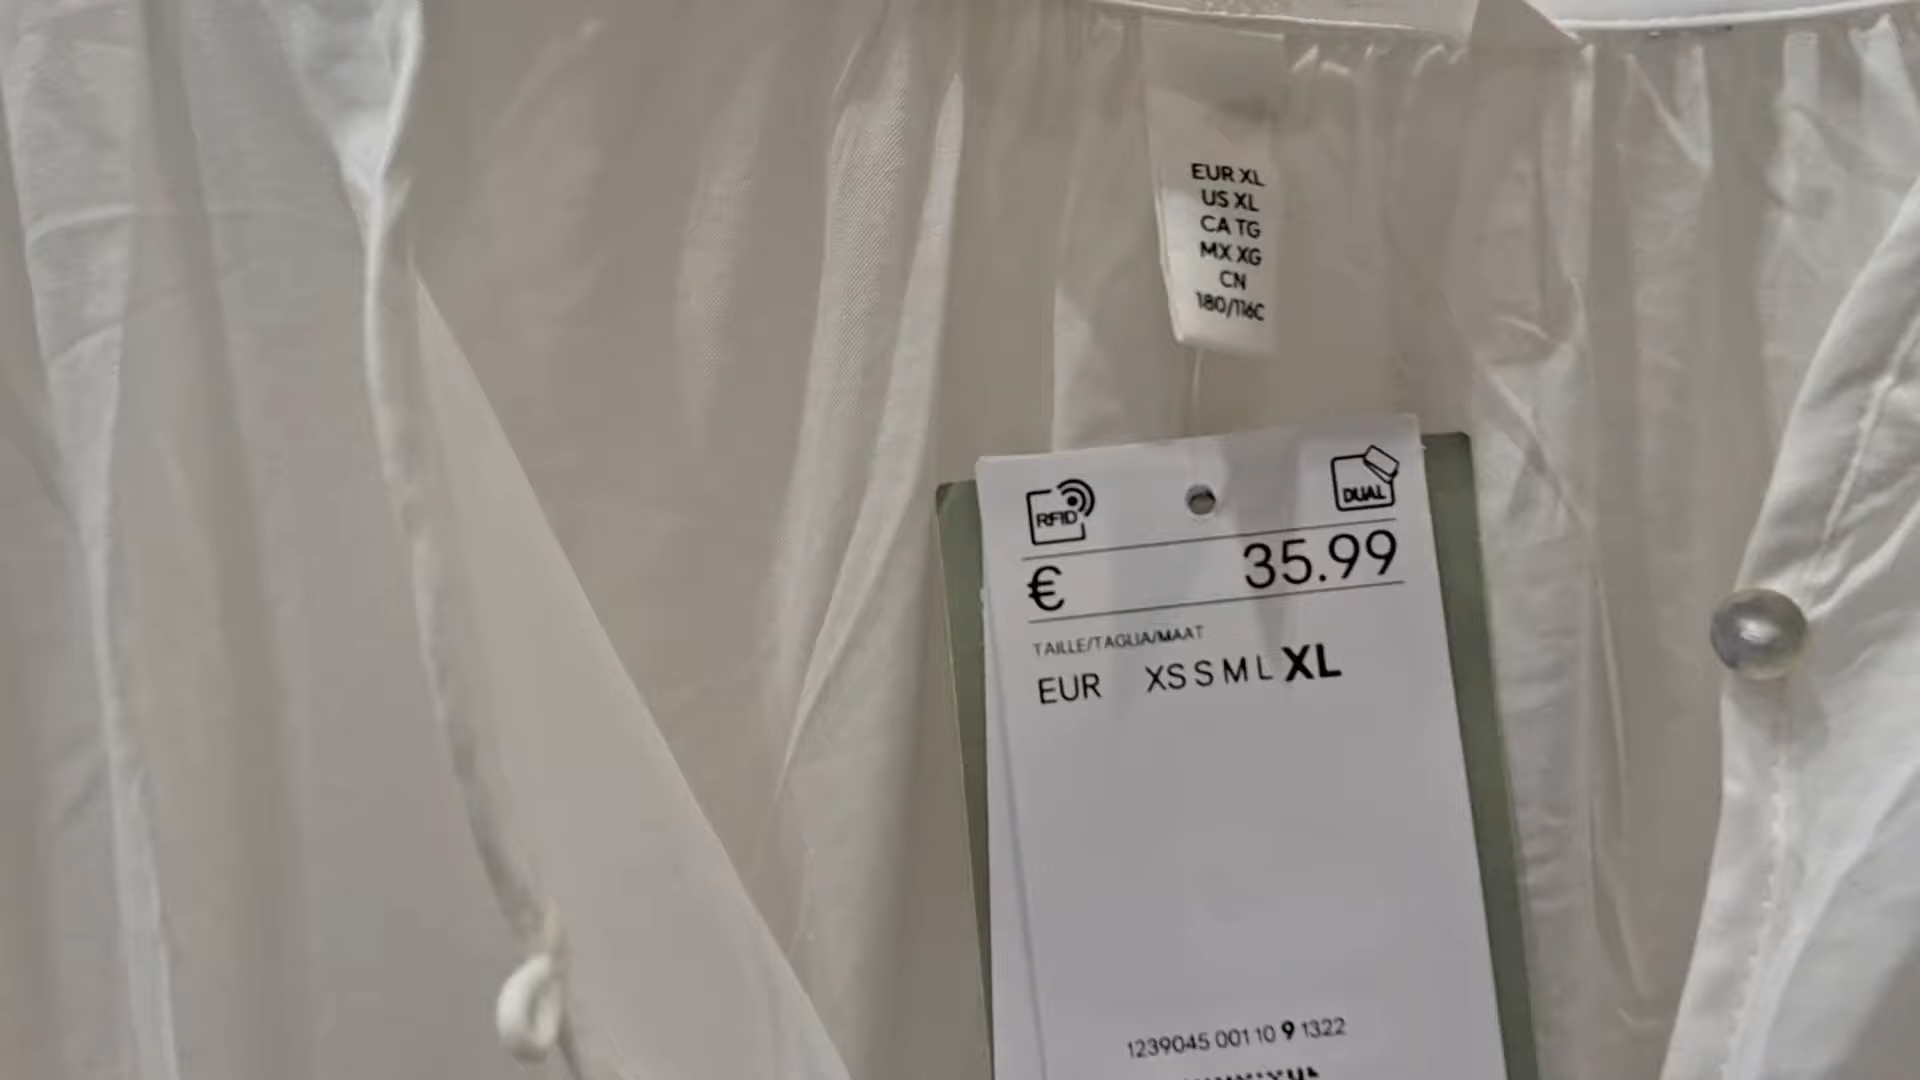 EUR XL
US XL
CA TG
MX XG
CN
180/116C
RFID
DUAL
€ 35.99
TAILLE/TAGLIA/MAAT
EUR XS S M L XL
1239045 001 10 9 1322